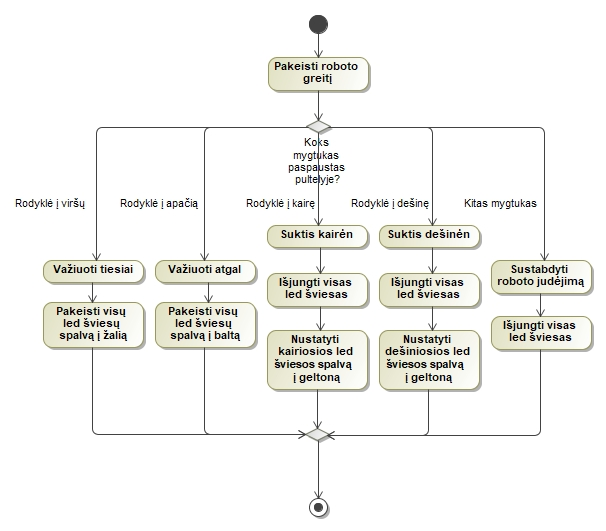 Pakeisti roboto
greitį
Koks
mygtukas
paspaustas
pultelyje?
Rodyklė į viršų
Rodyklė į apačią
Rodyklė į kairę
Rodyklė į dešinę
Kitas mygtukas
Važiuoti tiesiai
Pakeisti visų
led šviesų
spalvą į žalią
Važiuoti atgal
Pakeisti visų
led šviesų
spalvą į baltą
Suktis kairėn
Išjungti visas
led šviesas
Nustatyti
kairiosios led
šviesos spalvą
į geltoną
Suktis dešinėn
Išjungti visas
led šviesas
Nustatyti
dešiniosios led
šviesos spalvą
į geltoną
Sustabdyti
roboto judėjimą
Išjungti visas
led šviesas